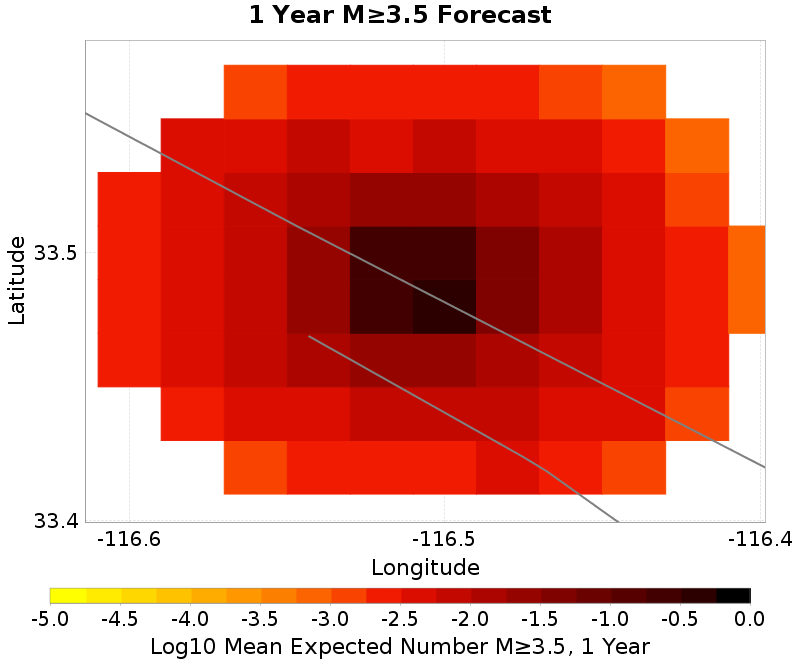 1 Year M≥3.5 Forecast
Latitude
33.5
33.4
-116.6 -116.5 -116.4
Longitude
-5.0 -4.5 -4.0 -3.5 -3.0 -2.5 -2.0 -1.5 -1.0 -0.5 0.0
Log10 Mean Expected Number M≥3.5, 1 Year